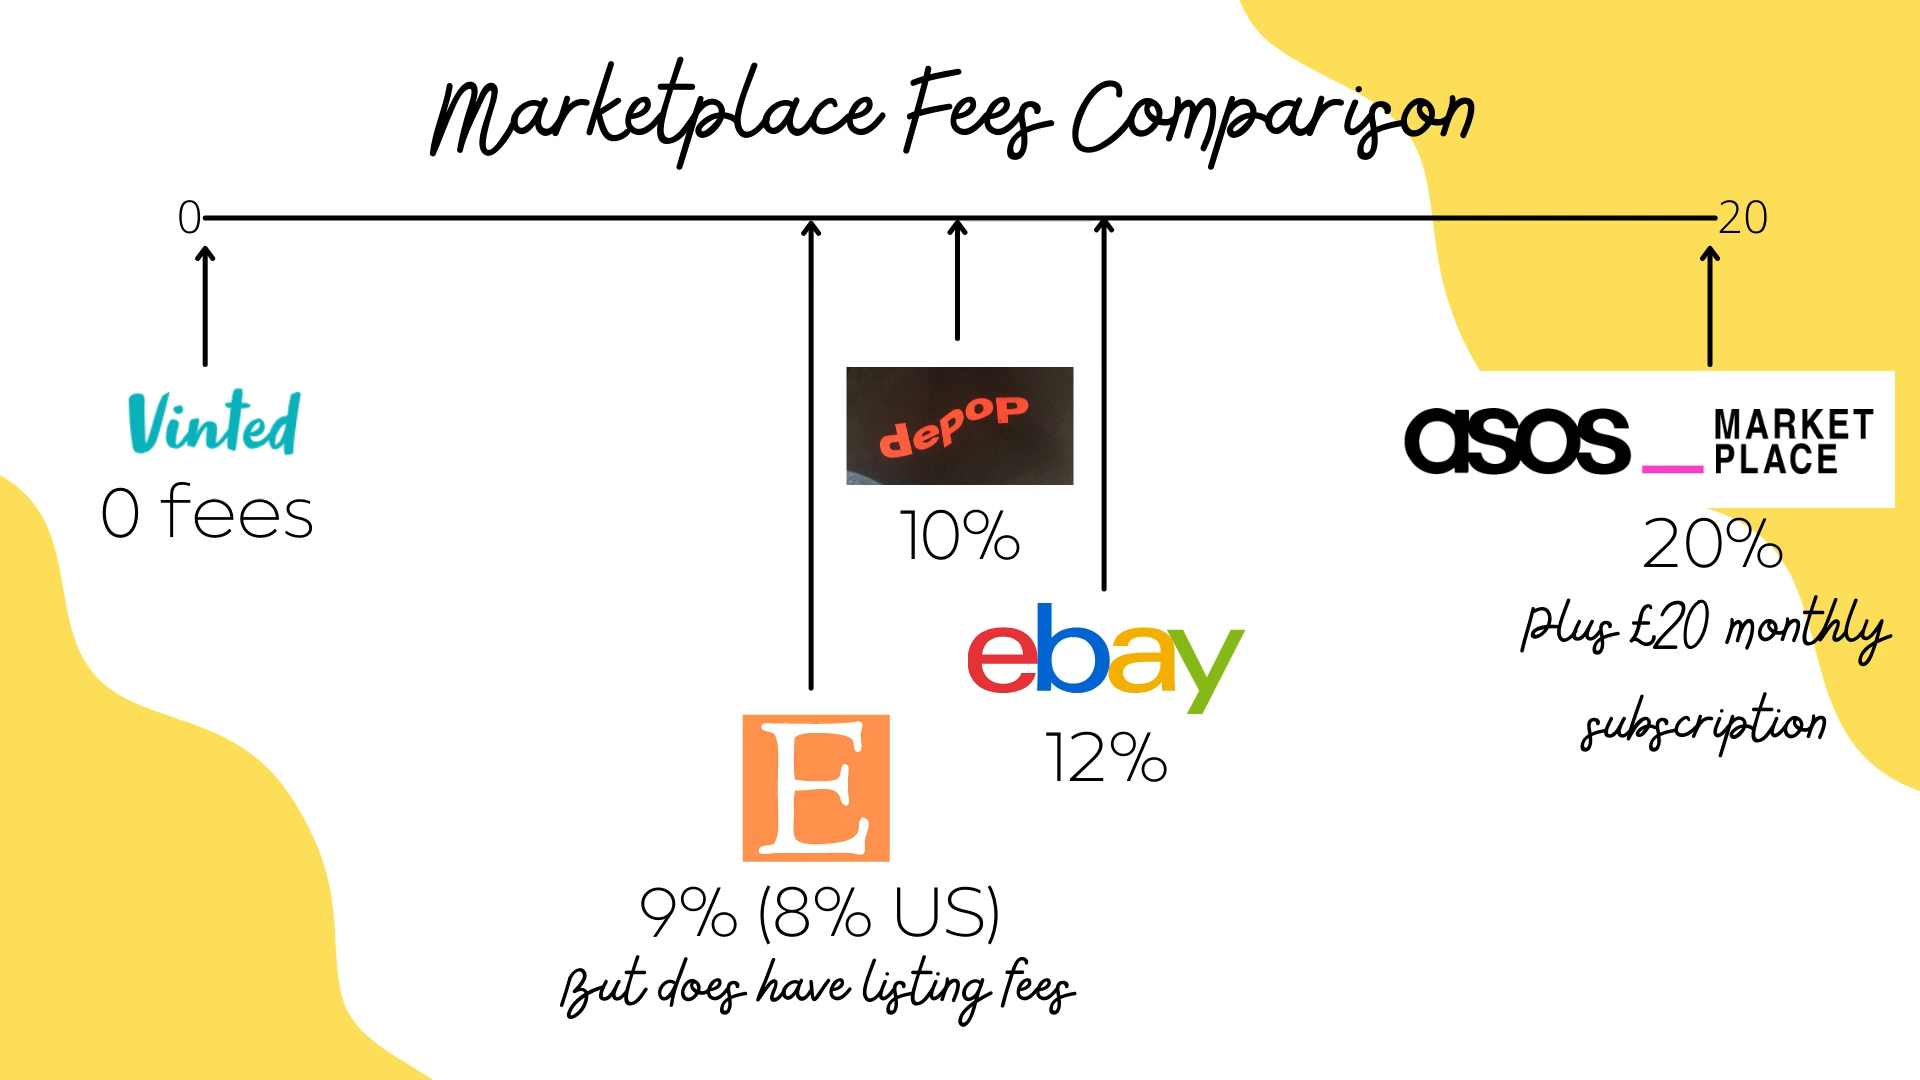 Marketplace Fees Comparison
0
20
Vinted
0 fees
depop
10%
asos
MARKET
PLACE
20%
plus £20 monthly
subscription
ebay
12%
E
9% (8% US)
But does have listing fees